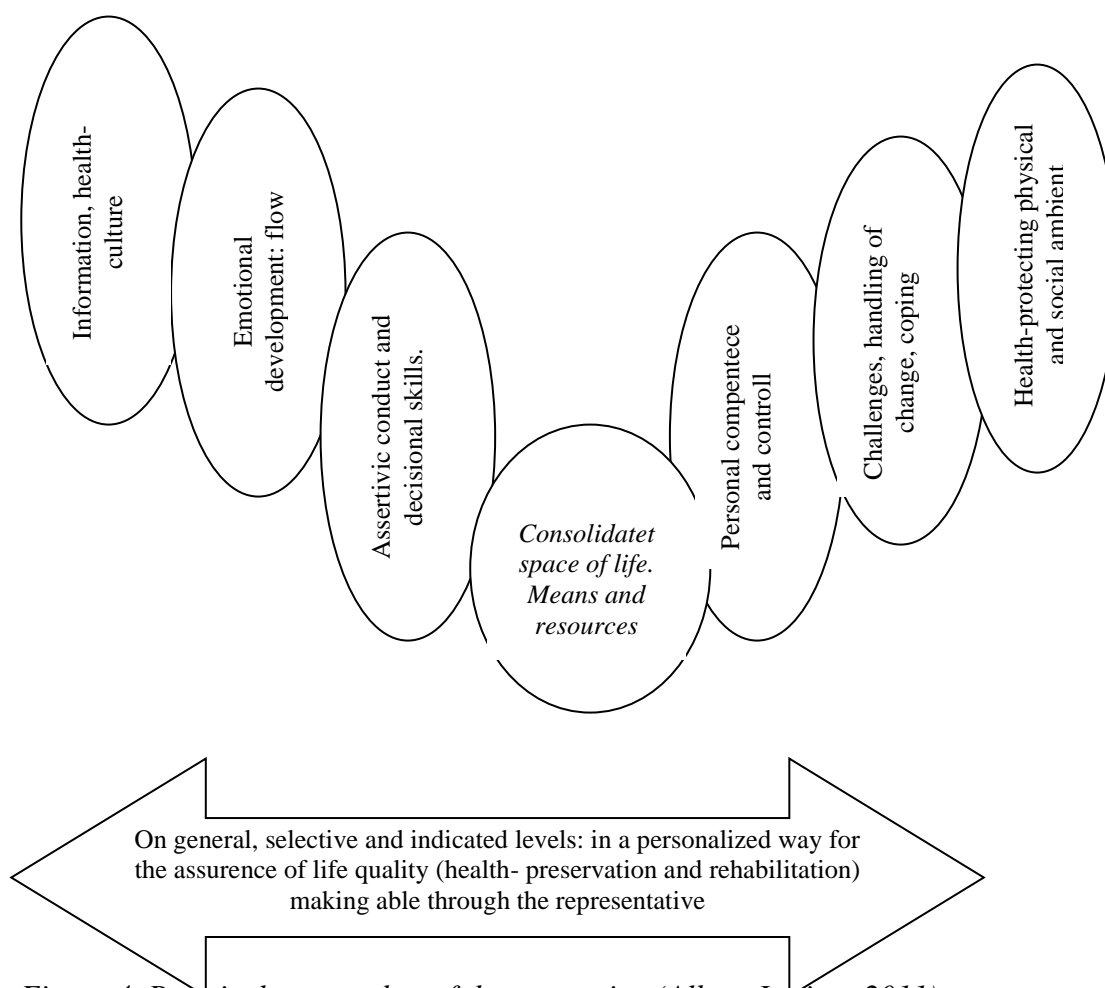 Information, health-
culture
Emotional
development: flow
Assertivic conduct and
decisional skills.
Consolidatet
space of life.
Means and
resources
Personal compentece
and controll
Challenges, handling of
change, coping
Health-protecting physical
and social ambient
On general, selective and indicated levels: in a personalized way for
the assurence of life quality (health- preservation and rehabilitation)
making able through the representative
2011)